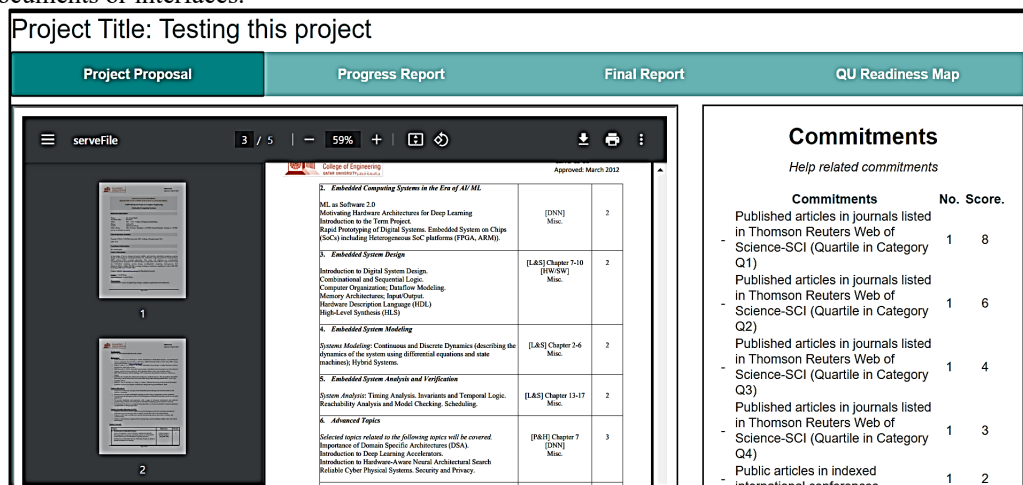 ocuments or interfaces.
Project Title: Testing this project
Project Proposal
Progress Report
Final Report
QU Readiness Map
serveFile
3 / 5
59%
College of Engineering
Approved: March 2012
2. Embedded Computing Systems in the Era of AI/ ML
ML as Software 2.0
Motivating Hardware Architectures for Deep Learning
Introduction to the Term Project.
Rapid Prototyping of Digital Systems. Embedded System on Chips
(SoCs) including Heterogeneous SoC platforms (FPGA, ARM)).
[DNN]
Misc.
2
3. Embedded System Design
Introduction to Digital System Design.
Combinational and Sequential Logic.
Computer Organization; Dataflow Modeling.
Memory Architectures; Input/Output.
Hardware Description Language (HDL)
High-Level Synthesis (HLS)
[L&S] Chapter 7-10
[HW/SW]
Misc.
2
4. Embedded System Modeling
Systems Modeling: Continuous and Discrete Dynamics (describing the
dynamics of the system using differential equations and state
machines); Hybrid Systems.
[L&S] Chapter 2-6
Misc.
2
5. Embedded System Analysis and Verification
System Analysis: Timing Analysis. Invariants and Temporal Logic.
Reachability Analysis and Model Checking. Scheduling.
[L&S] Chapter 13-17
Misc.
2
6. Advanced Topics
Selected topics related to the following topics will be covered.
Importance of Domain Specific Architectures (DSA).
Introduction to Deep Learning Accelerators.
Introduction to Hardware-Aware Neural Architectural Search
Reliable Cyber Physical Systems. Security and Privacy.
[P&H] Chapter 7
[DNN]
Misc.
3
1
2
Commitments
Help related commitments
Commitments No. Score.
Published articles in journals listed
in Thomson Reuters Web of
- Science-SCI (Quartile in Category 1 8
Q1)
Published articles in journals listed
in Thomson Reuters Web of
- Science-SCI (Quartile in Category 1 6
Q2)
Published articles in journals listed
in Thomson Reuters Web of
- Science-SCI (Quartile in Category 1 4
Q3)
Published articles in journals listed
in Thomson Reuters Web of
- Science-SCI (Quartile in Category 1 3
Q4)
Public articles in indexed
- international conferences 1 2